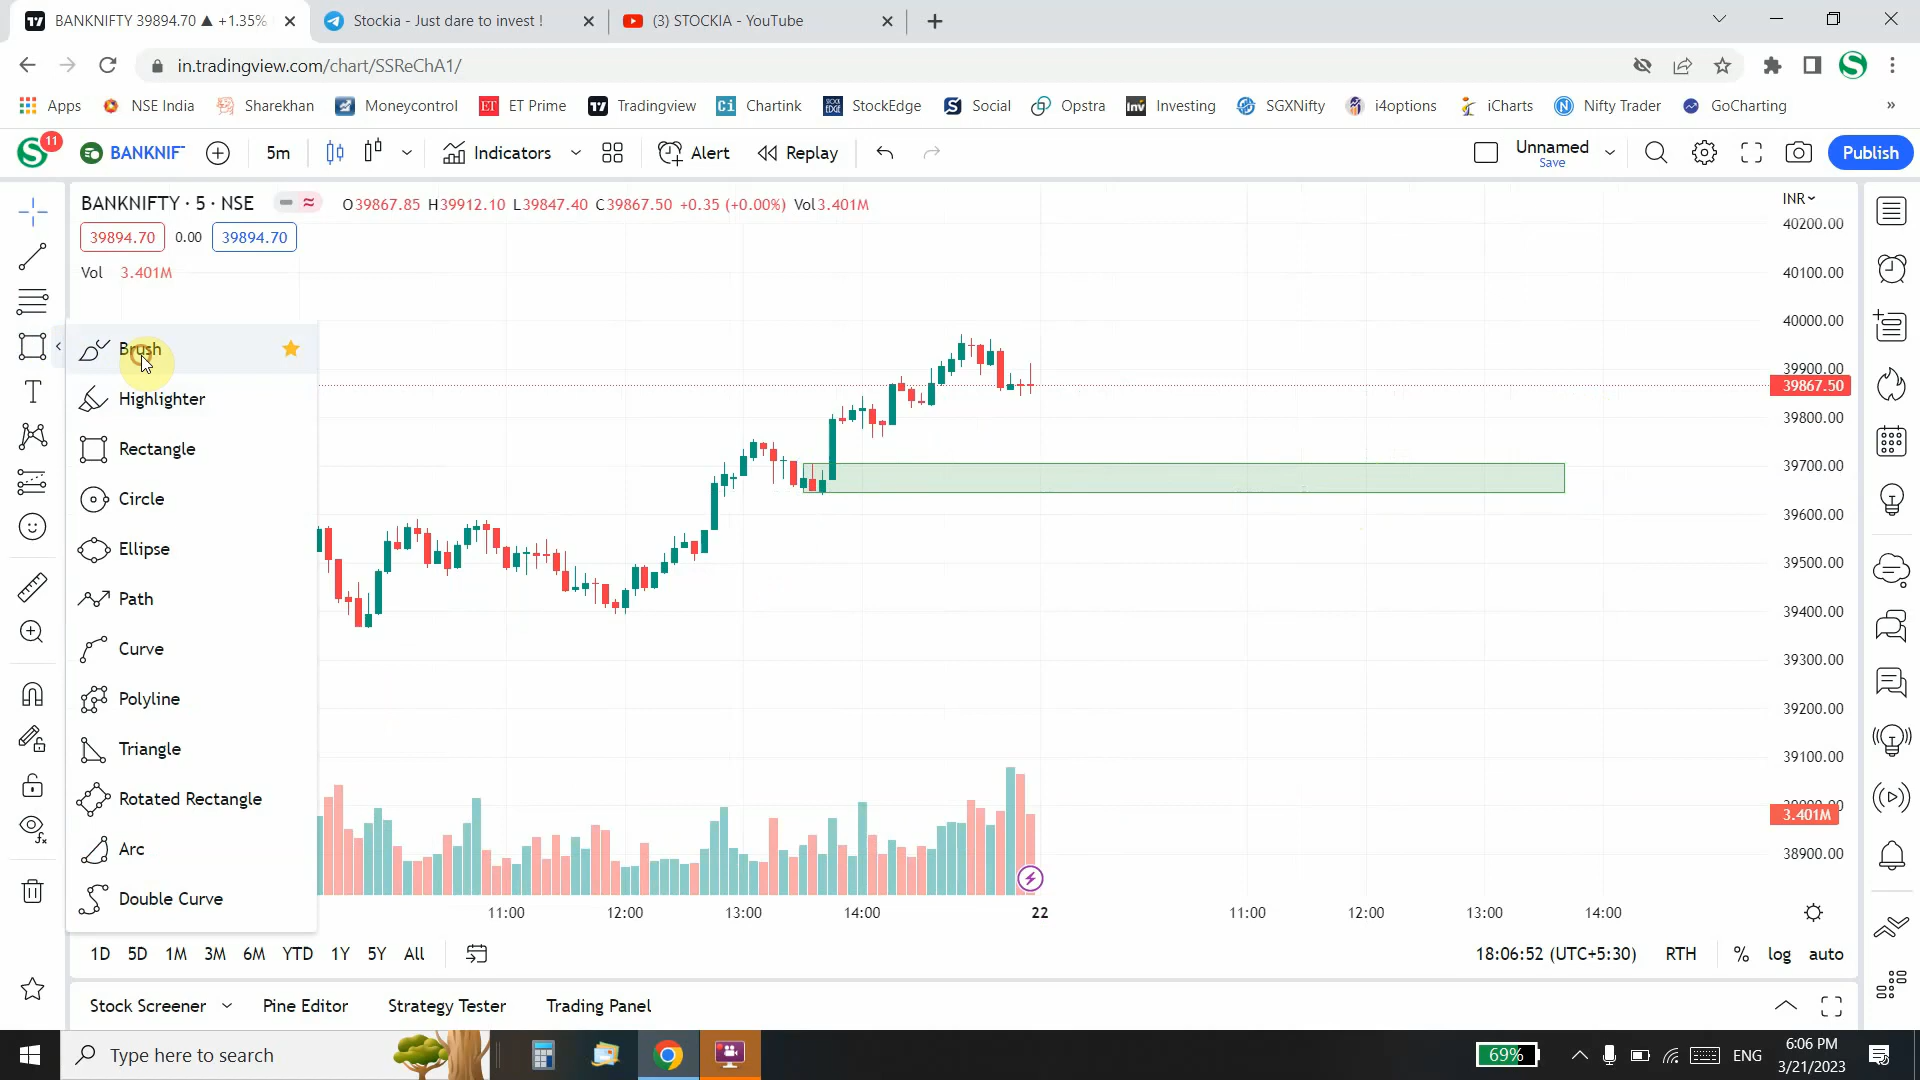 BANKNIFTY 39894.70 ▲ +1.35%
Stockia - Just dare to invest !
(3) STOCKIA - YouTube
in.tradingview.com/chart/SSReChA1/
Apps
NSE India
Sharekhan
Moneycontrol
ET Prime
Tradingview
Chartink
StockEdge
Social
Opstra
Investing
SGXNifty
i4options
iCharts
Nifty Trader
GoCharting
»
11
BANKNIF
5m
Indicators
Alert
Replay
Unnamed
Save
Publish
BANKNIFTY · 5 · NSE
O39867.85 H39912.10 L39847.40 C39867.50 +0.35 (+0.00%) Vol3.401M
39894.70 0.00 39894.70
Vol 3.401M
INR
40200.00
40100.00
40000.00
39900.00
39867.50
39800.00
39700.00
39600.00
39500.00
39400.00
39300.00
39200.00
39100.00
3.401M
38900.00
Brush
Highlighter
Rectangle
Circle
Ellipse
Path
Curve
Polyline
Triangle
Rotated Rectangle
Arc
Double Curve
11:00 12:00 13:00 14:00 22 11:00 12:00 13:00 14:00
1D 5D 1M 3M 6M YTD 1Y 5Y All
18:06:52 (UTC+5:30) RTH % log auto
Stock Screener
Pine Editor
Strategy Tester
Trading Panel
Type here to search
69%
ENG
6:06 PM
3/21/2023